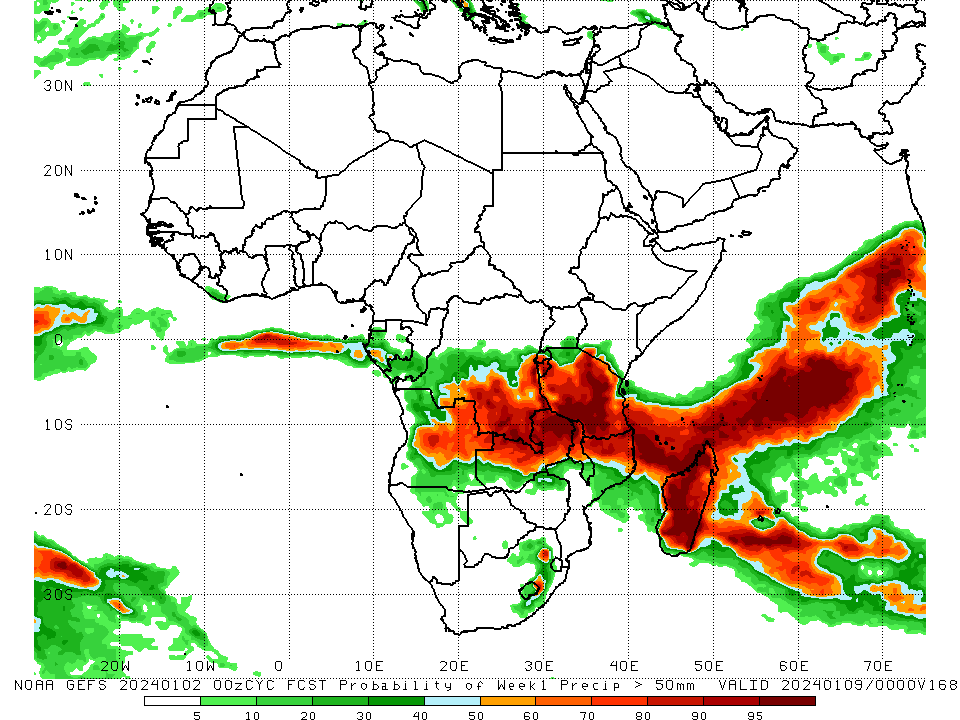 30N
20N
10N
0
10S
20S
30S
20W 10W 0 10E 20E 30E 40E 50E 60E 70E
NOAA GEFS 20240102 00zCYC FCST Probability of Week1 Precip > 50mm VALID 20240109/0000V168
5 10 20 30 40 50 60 70 80 90 95